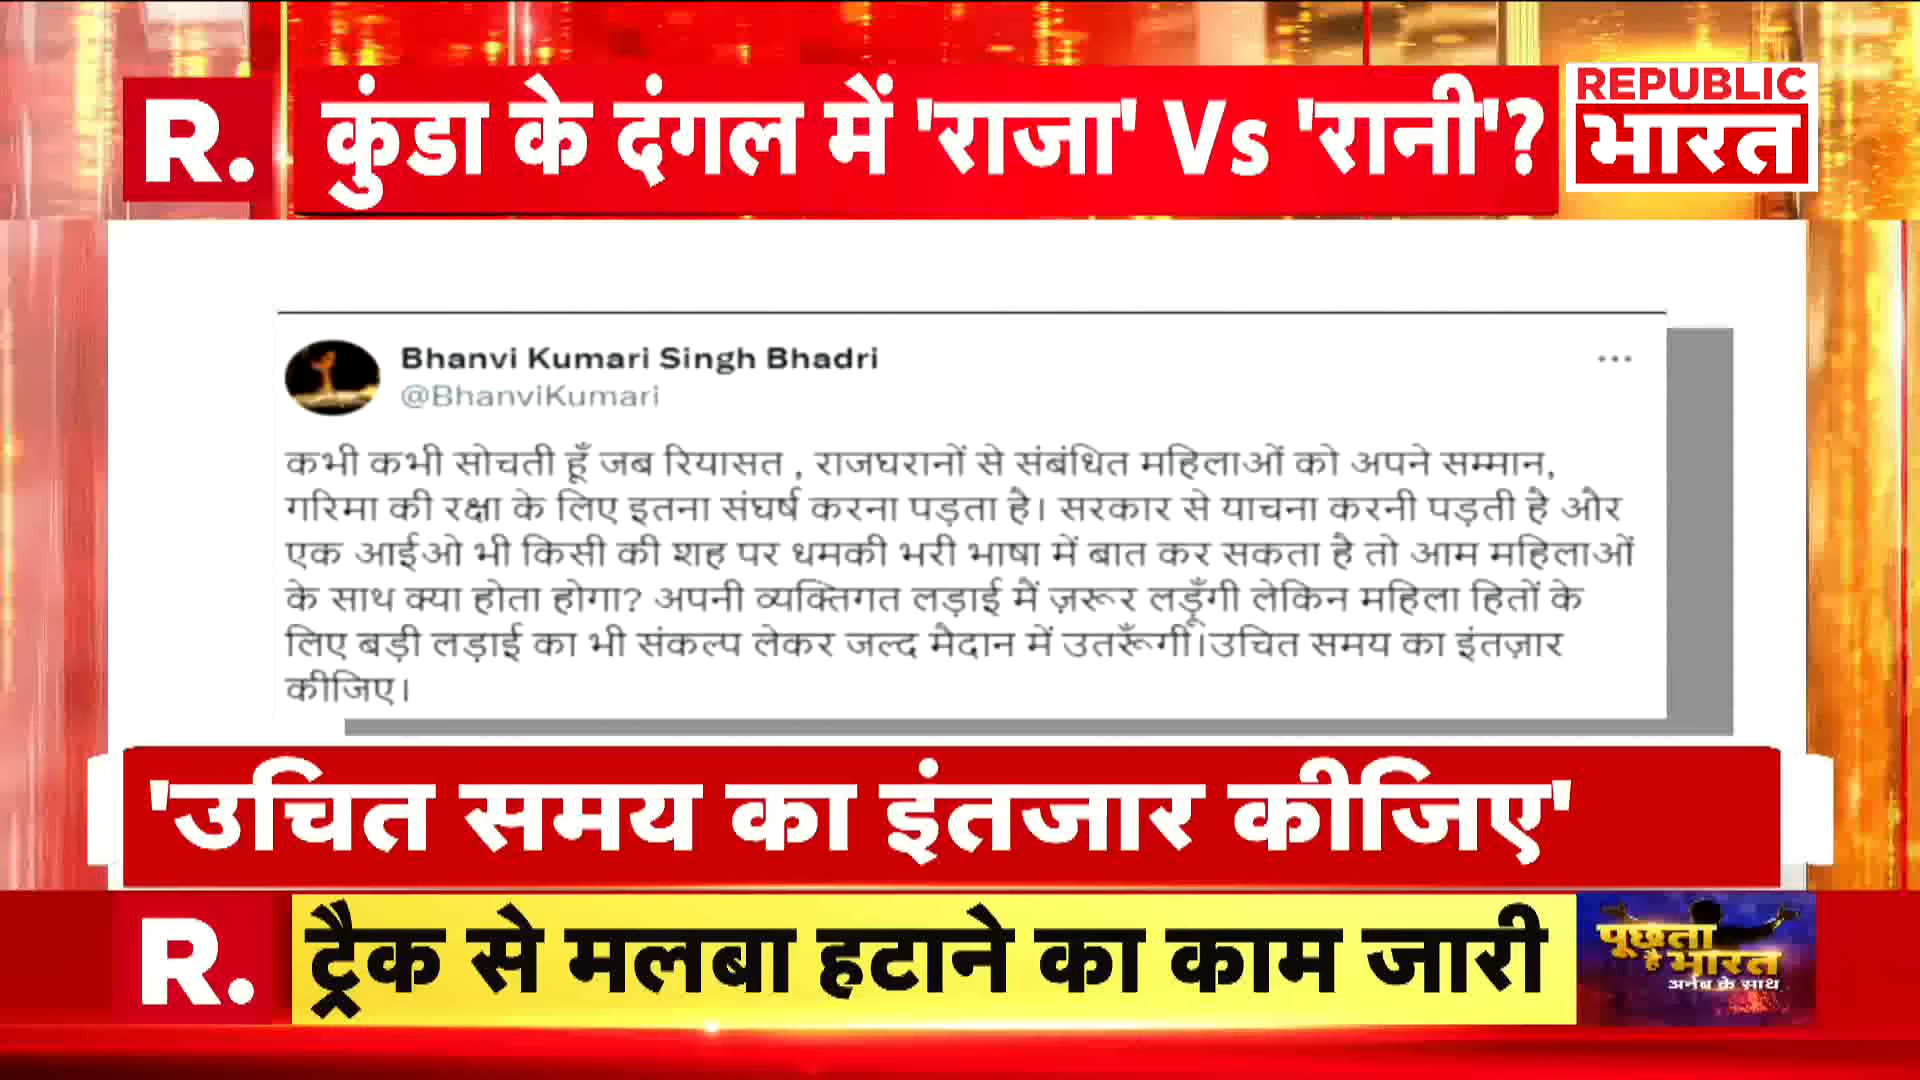 R.
कुंडा के दंगल में 'राजा' Vs 'रानी'?
REPUBLIC
भारत
Bhanvi Kumari Singh Bhadri
@BhanviKumari
कभी कभी सोचती हूँ जब रियासत , राजघरानों से संबंधित महिलाओं को अपने सम्मान,
गरिमा की रक्षा के लिए इतना संघर्ष करना पड़ता है। सरकार से याचना करनी पड़ती है और
एक आईओ भी किसी की शह पर धमकी भरी भाषा में बात कर सकता है तो आम महिलाओं
के साथ क्या होता होगा? अपनी व्यक्तिगत लड़ाई मैं ज़रूर लड़ूँगी लेकिन महिला हितों के
लिए बड़ी लड़ाई का भी संकल्प लेकर जल्द मैदान में उतरूँगी।उचित समय का इंतज़ार
कीजिए।
'उचित समय का इंतजार कीजिए'
R.
ट्रैक से मलबा हटाने का काम जारी
पूछता
है भारत
अर्नब के साथ